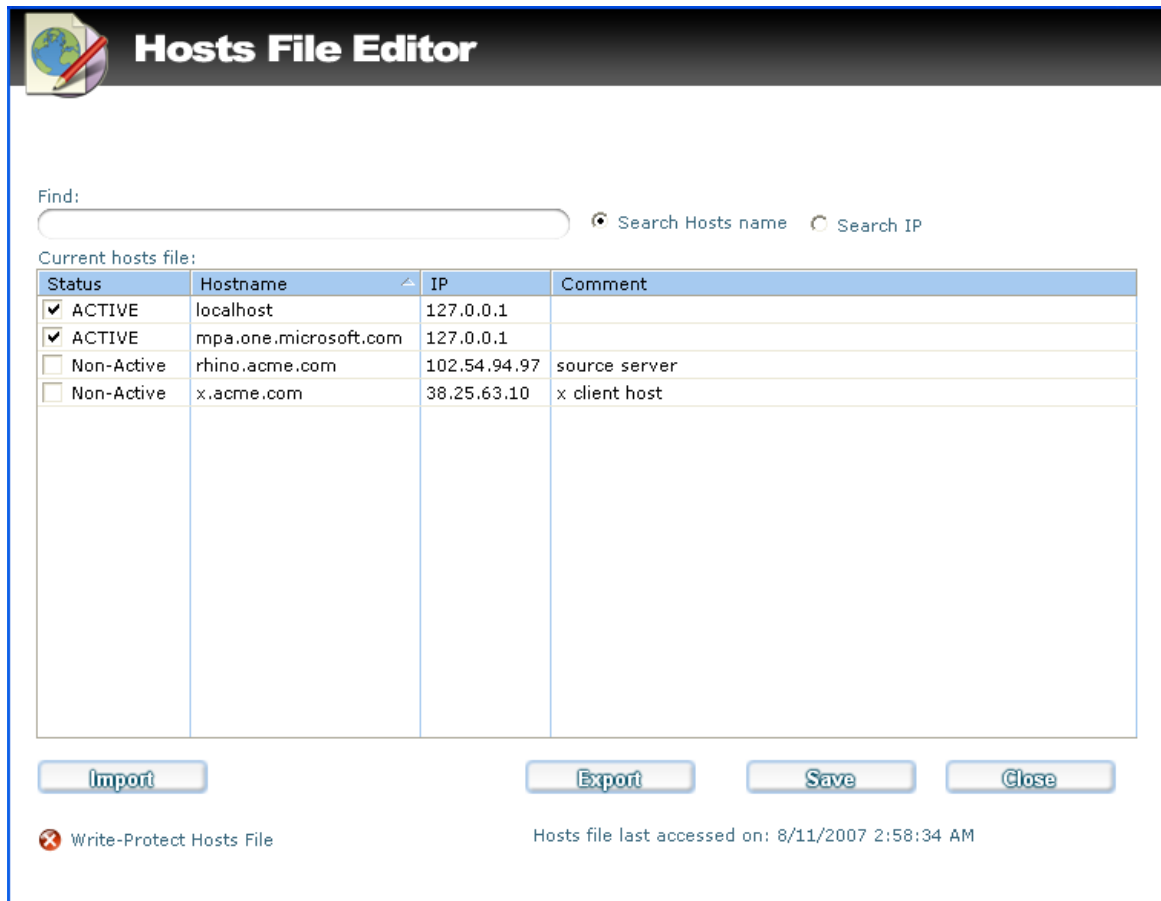 Hosts File Editor
Find:
Search Hosts name Search IP
Current hosts file:
Status Hostname IP Comment
ACTIVE localhost 127.0.0.1
ACTIVE mpa.one.microsoft.com 127.0.0.1
Non-Active rhino.acme.com 102.54.94.97 source server
Non-Active x.acme.com 38.25.63.10 x client host
Import Export Save Close
Write-Protect Hosts File Hosts file last accessed on: 8/11/2007 2:58:34 AM